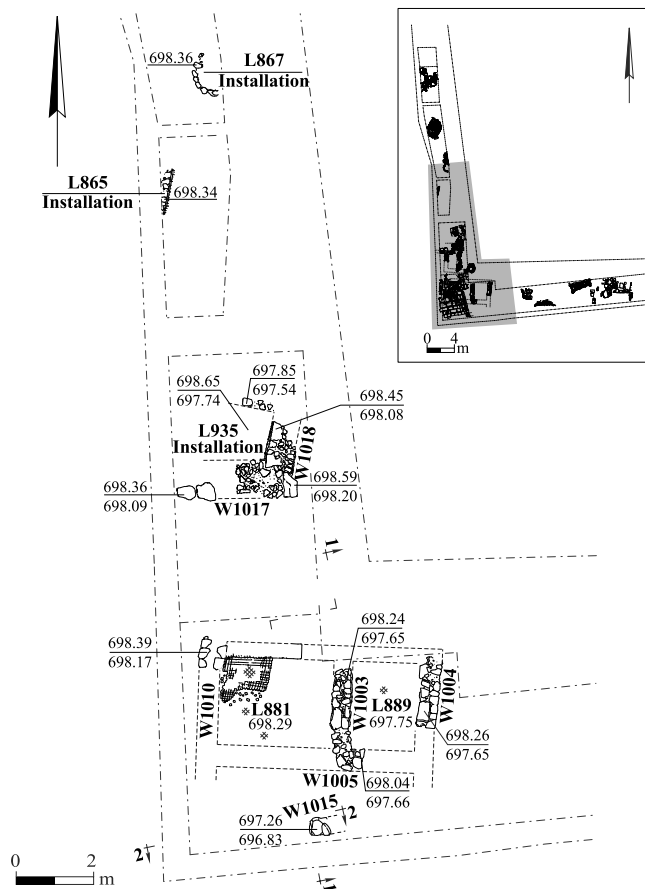 698.36
L867
Installation
L865
Installation
698.34
0 4
m
697.85
697.54
698.65
697.74
698.45
698.08
L935
Installation
W1018
698.36
698.09
698.59
698.20
W1017
1
698.24
697.65
698.39
698.17
W1010
L881
698.29
W1003
L889
697.75
W1004
698.26
697.65
W1005
698.04
697.66
W1015
697.26
696.83
2
2
0 2
m
1